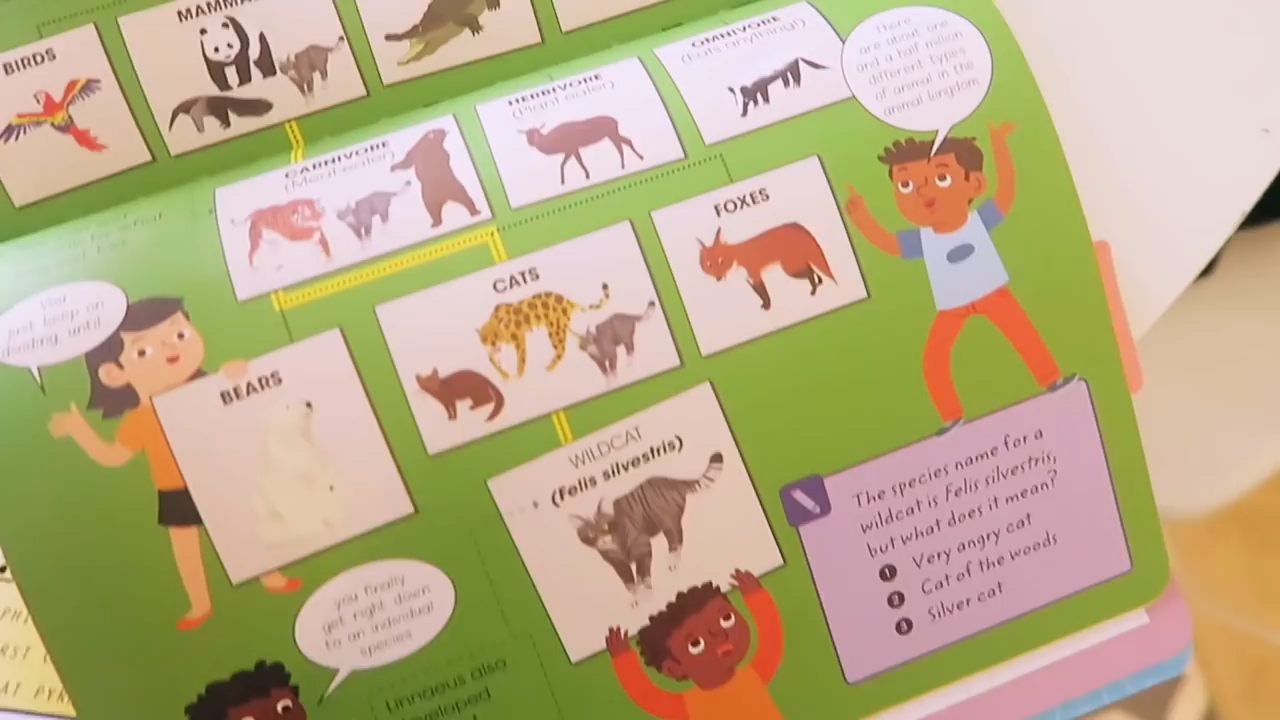 BIRDS
MAMMA
CARNIVORE
(Meat eater)
HERBIVORE
(Plant eater)
OMNIVORE
(Eats anything!)
There
are about one
and a half million
different types
of animal in the
animal kingdom
You
just keep on
dividing, until
BEARS
CATS
FOXES
WILDCAT
(Felis silvestris)
you finally
get right down
to an individual
species
Linnaeus also
The species name for a
wildcat is Felis silvestris,
but what does it mean?
1 Very angry cat
2 Cat of the woods
3 Silver cat